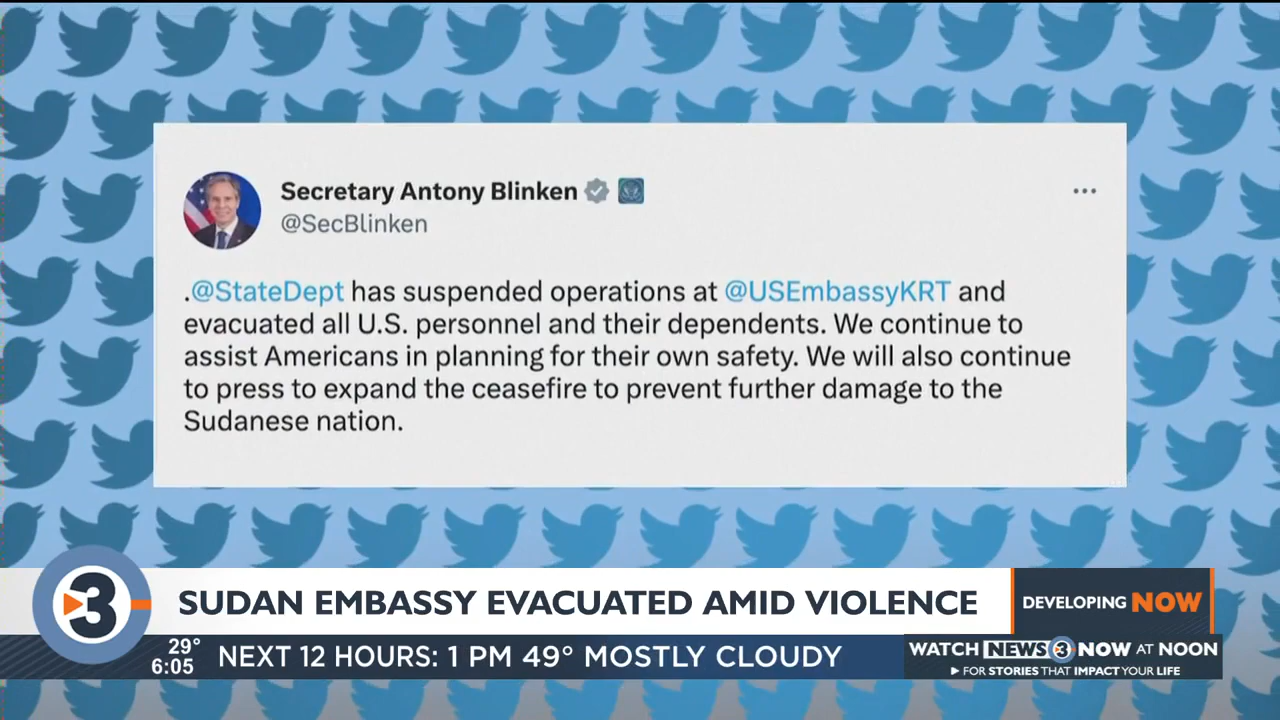 Secretary Antony Blinken
@SecBlinken
.@StateDept has suspended operations at @USEmbassyKRT and
evacuated all U.S. personnel and their dependents. We continue to
assist Americans in planning for their own safety. We will also continue
to press to expand the ceasefire to prevent further damage to the
Sudanese nation.
3
SUDAN EMBASSY EVACUATED AMID VIOLENCE
DEVELOPING NOW
29°
6:05
NEXT 12 HOURS: 1 PM 49° MOSTLY CLOUDY
WATCH NEWS 3 NOW AT NOON
FOR STORIES THAT IMPACT YOUR LIFE